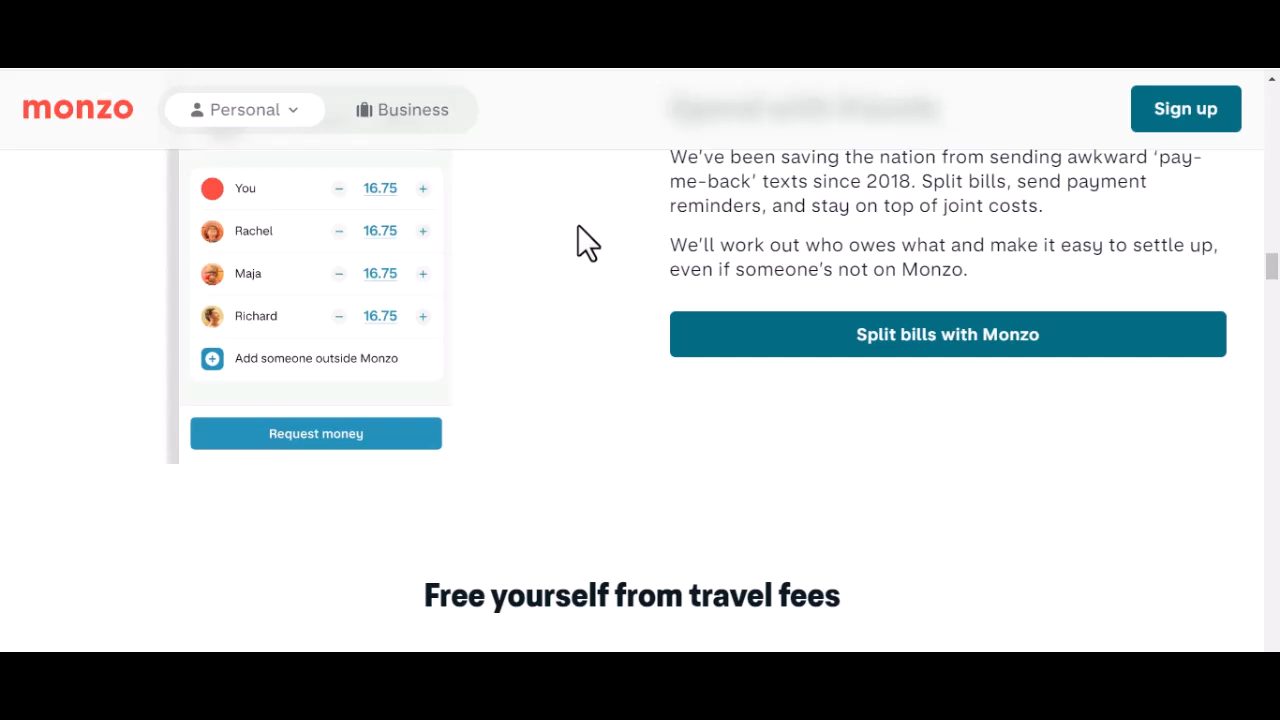 monzo
Personal
Business
Sign up
You
16.75
Rachel
16.75
Maja
16.75
Richard
16.75
Add someone outside Monzo
Request money
We've been saving the nation from sending awkward 'pay-
me-back' texts since 2018. Split bills, send payment
reminders, and stay on top of joint costs.
We'll work out who owes what and make it easy to settle up,
even if someone's not on Monzo.
Split bills with Monzo
Free yourself from travel fees